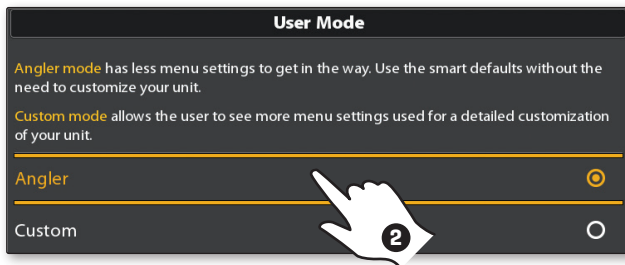 User Mode
Angler mode has less menu settings to get in the way. Use the smart defaults without the
need to customize your unit.
Custom mode allows the user to see more menu settings used for a detailed customization
of your unit.
Angler
Custom
2